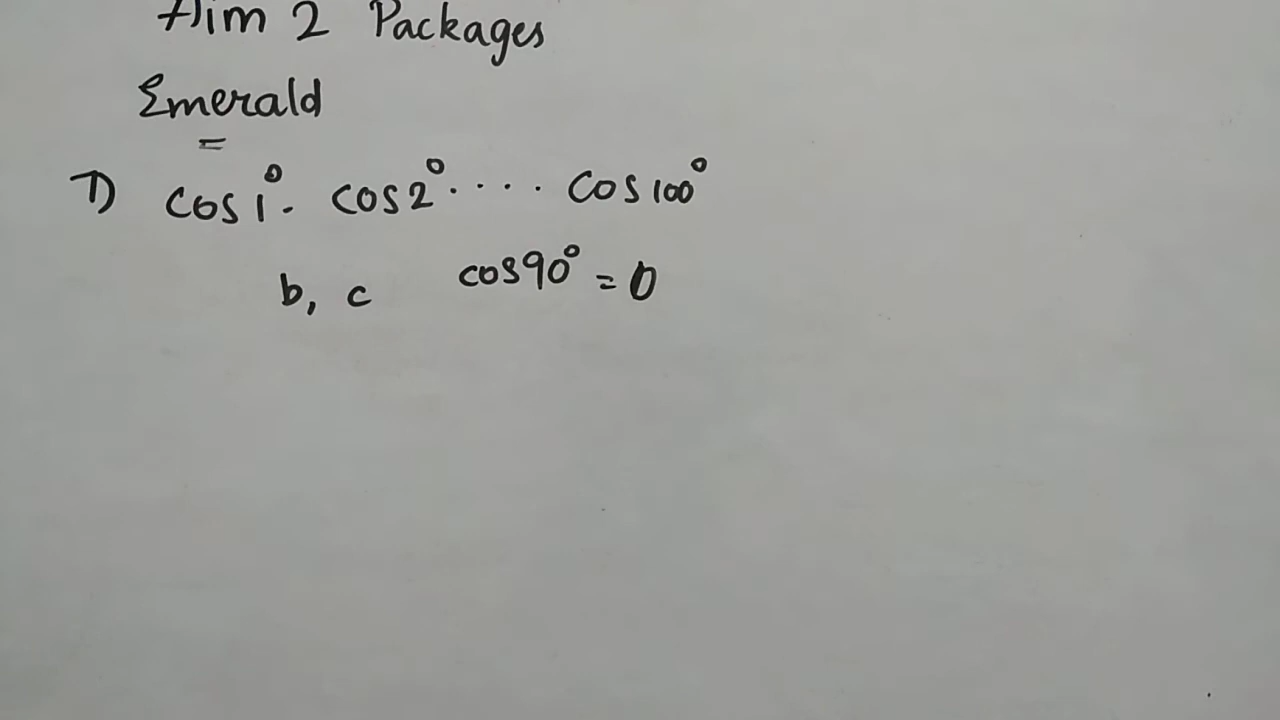 Aim 2 Packages
Emerald
7) cos 1°. cos 2°.... cos 100°
b, c cos 90° = 0